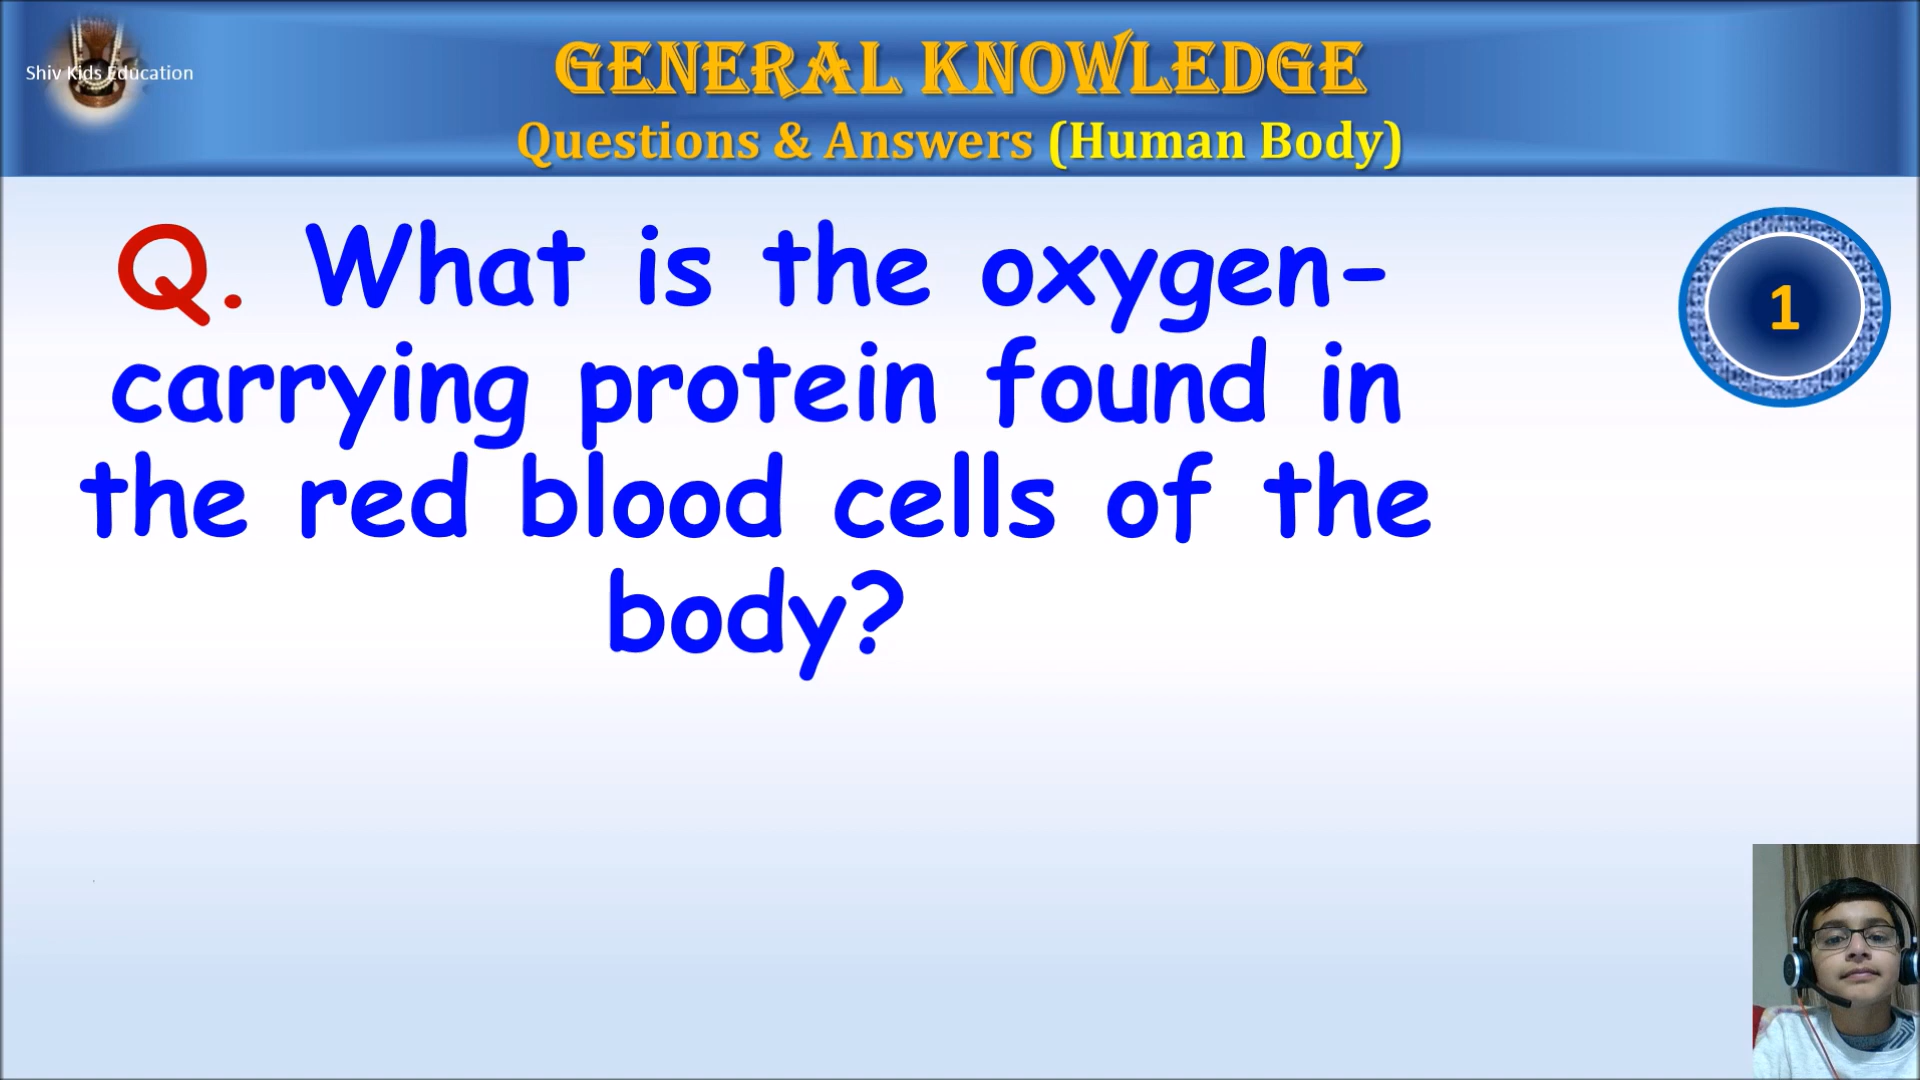 Shiv Kids Education
GENERAL KNOWLEDGE
Questions & Answers (Human Body)
Q. What is the oxygen-
carrying protein found in
the red blood cells of the
body?
1